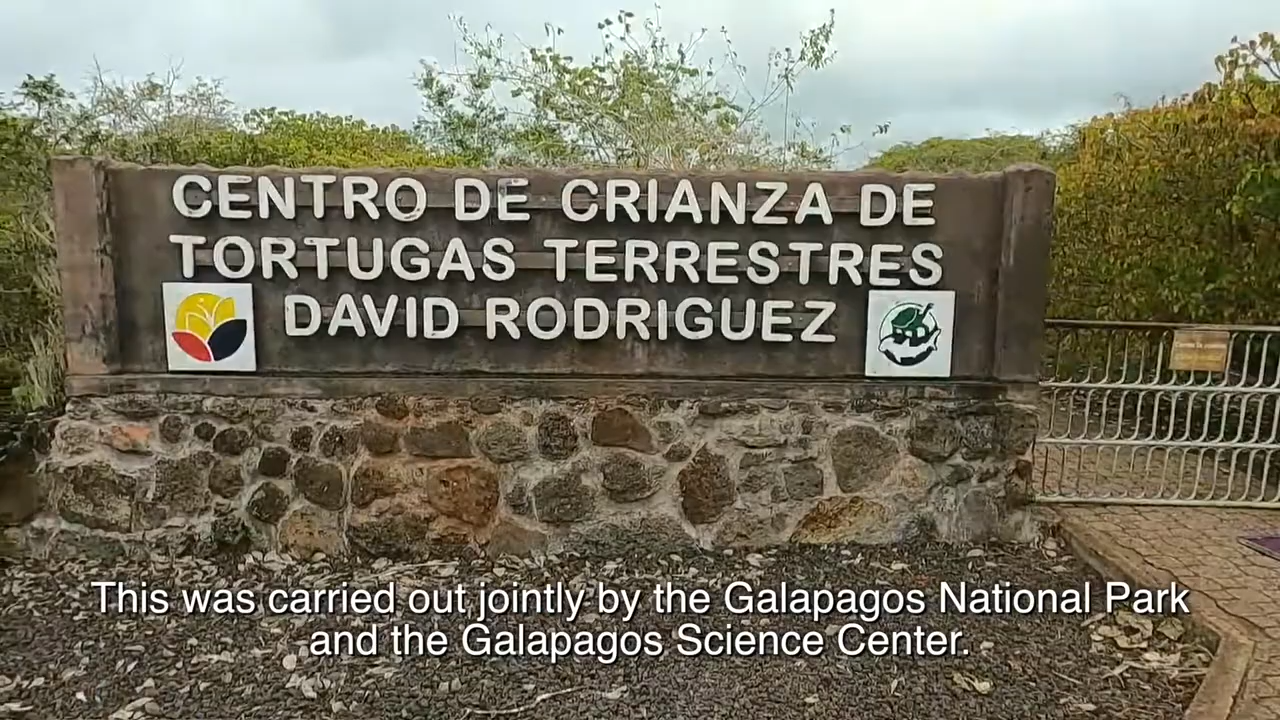 CENTRO DE CRIANZA DE
TORTUGAS TERRESTRES
DAVID RODRIGUEZ
This was carried out jointly by the Galapagos National Park
and the Galapagos Science Center.